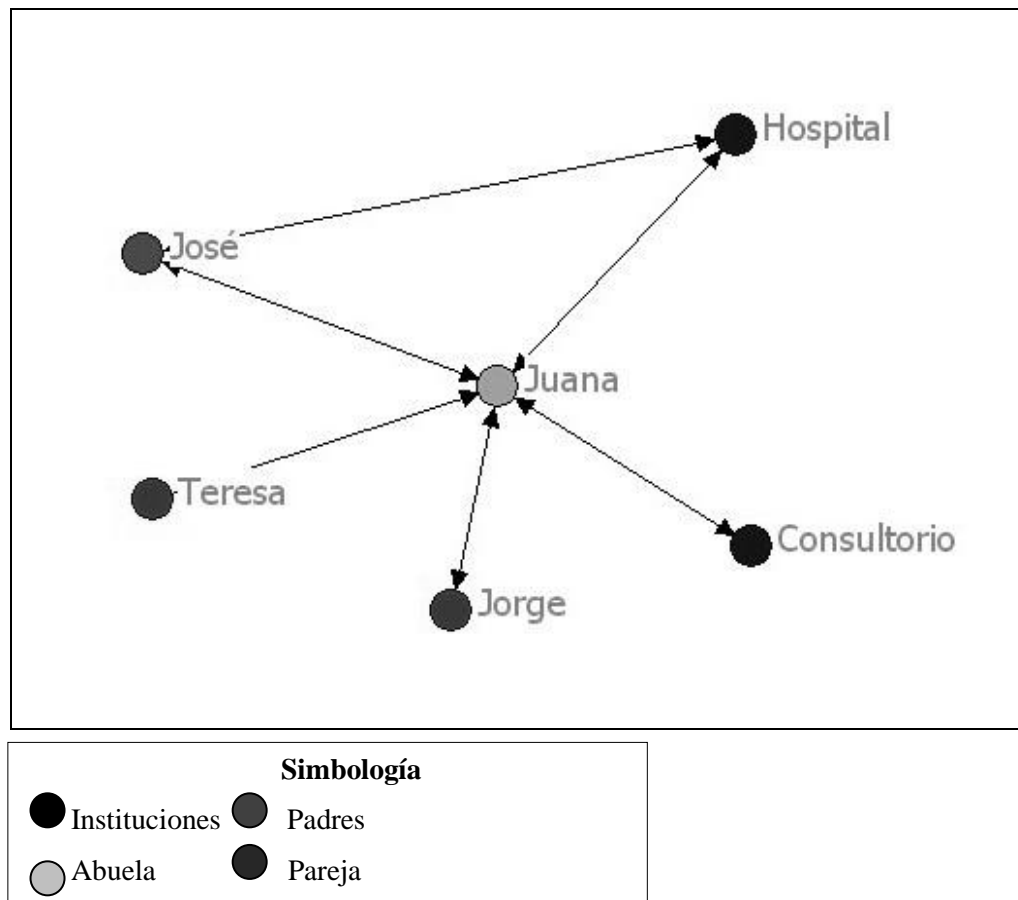 Hospital
José
Juana
Teresa
Consultorio
Jorge
Simbología
Instituciones Padres
Abuela Pareja